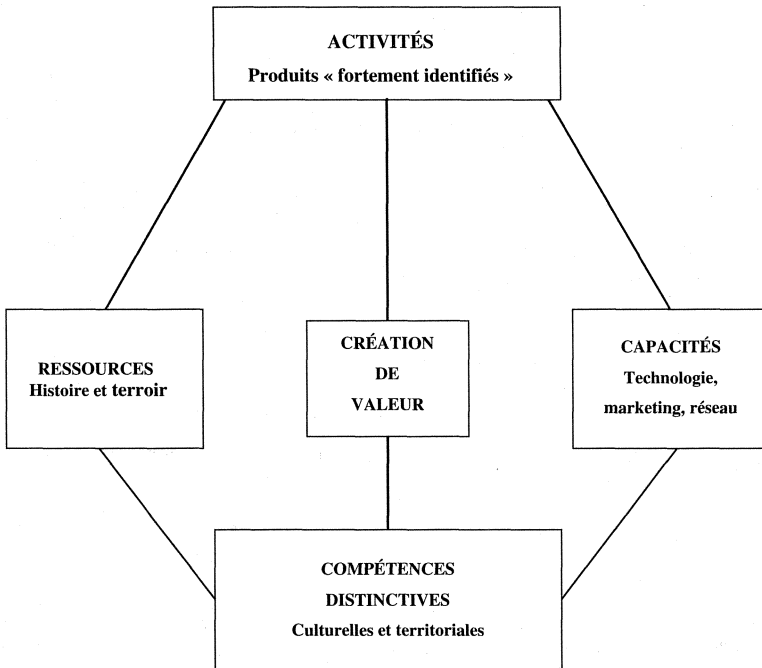 ACTIVITÉS
Produits « fortement identifiés »
RESSOURCES
Histoire et terroir
CRÉATION
DE
VALEUR
CAPACITÉS
Technologie,
marketing, réseau
COMPÉTENCES
DISTINCTIVES
Culturelles et territoriales